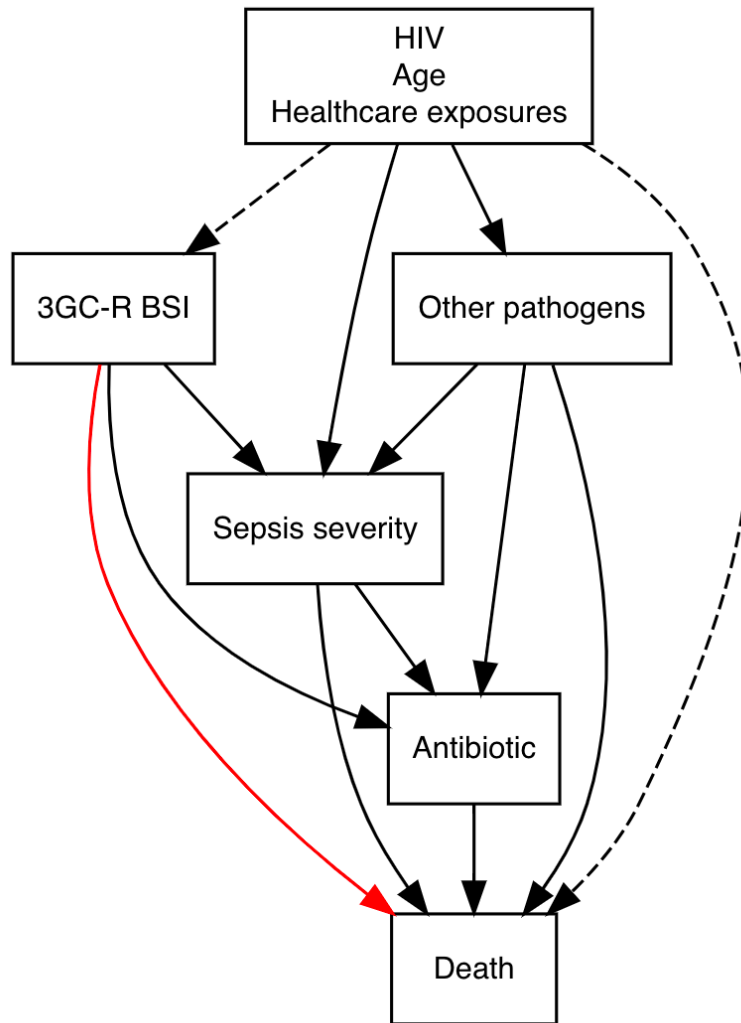 HIV
Age
Healthcare exposures
3GC-R BSI
Other pathogens
Sepsis severity
Antibiotic
Death